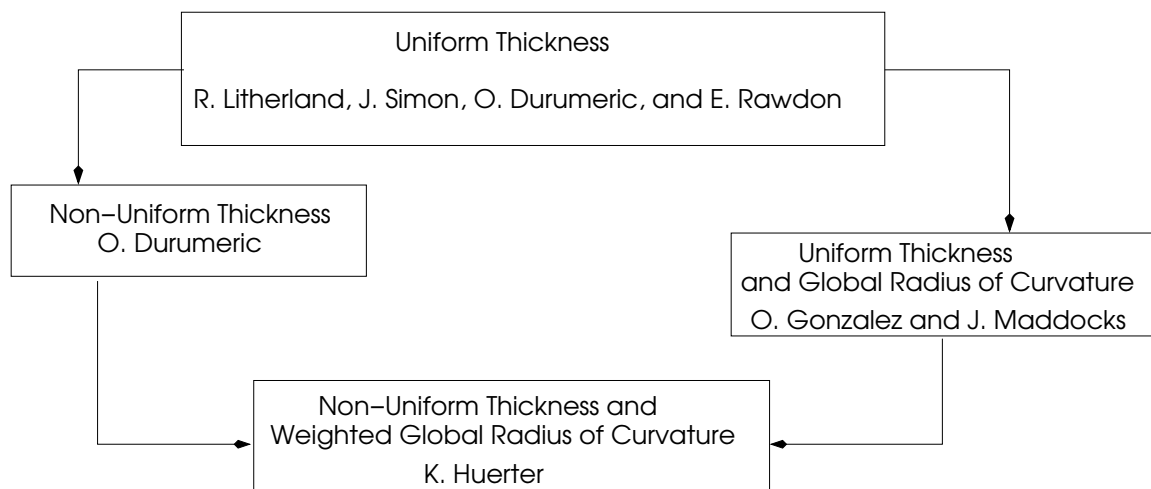 Uniform Thickness
R. Litherland, J. Simon, O. Durumeric, and E. Rawdon
Non–Uniform Thickness
O. Durumeric
Uniform Thickness
and Global Radius of Curvature
O. Gonzalez and J. Maddocks
Non–Uniform Thickness and
Weighted Global Radius of Curvature
K. Huerter